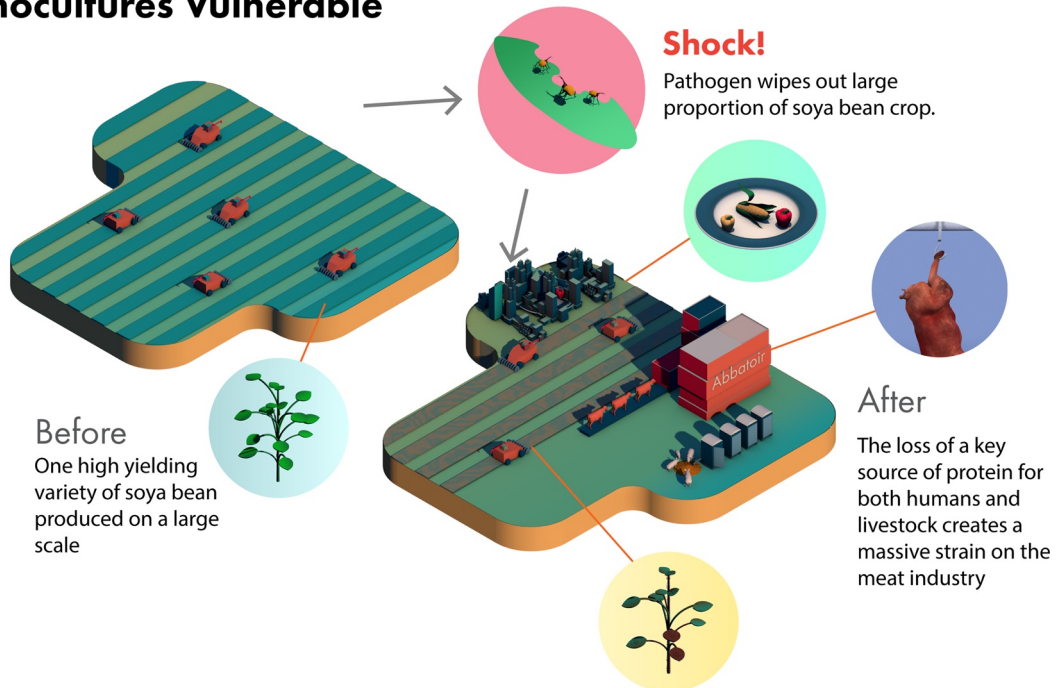 nocultures Vulnerable
Shock!
Pathogen wipes out large
proportion of soya bean crop.
Before
One high yielding
variety of soya bean
produced on a large
scale
Abbatoir
After
The loss of a key
source of protein for
both humans and
livestock creates a
massive strain on the
meat industry